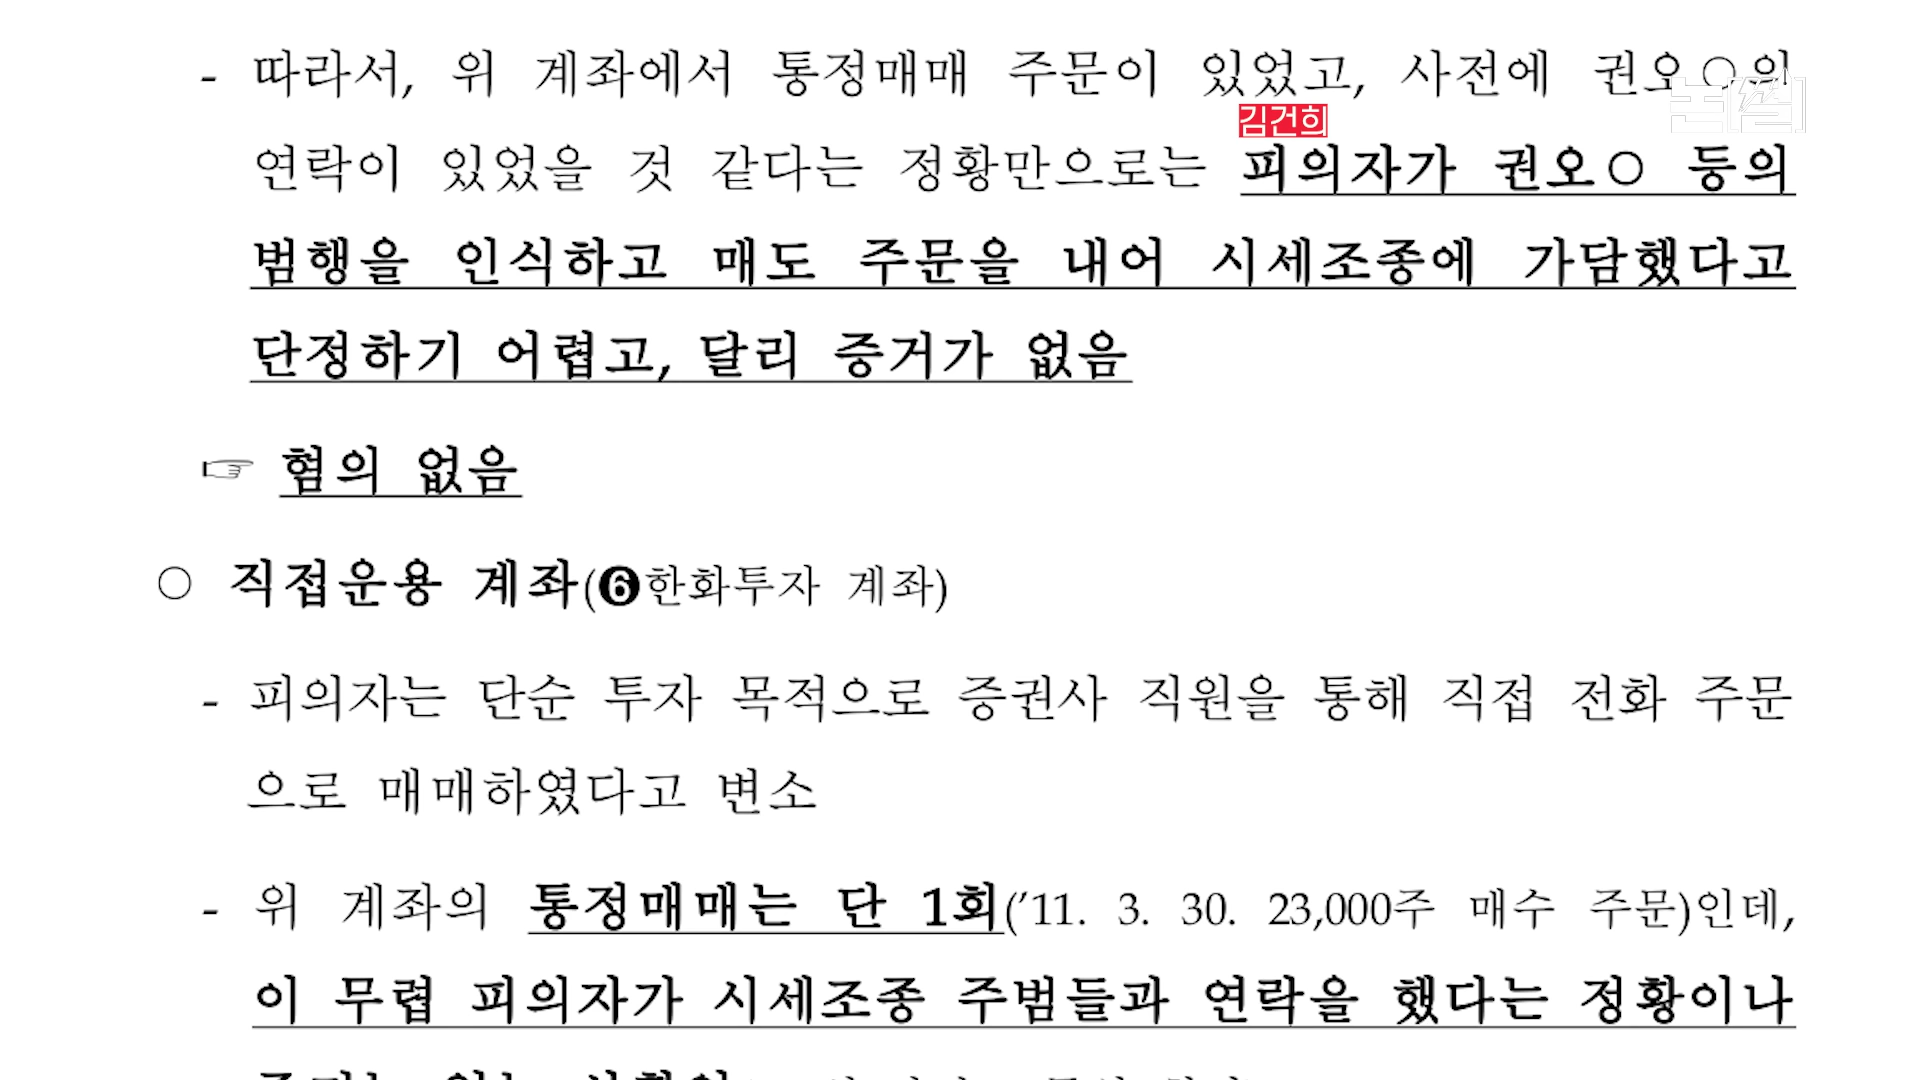 - 따라서, 위 계좌에서 통정매매 주문이 있었고, 사전에 권오○의
김건희
연락이 있었을 것 같다는 정황만으로는 피의자가 권오○ 등의
범행을 인식하고 매도 주문을 내어 시세조종에 가담했다고
단정하기 어렵고, 달리 증거가 없음
☞ 혐의 없음
○ 직접운용 계좌(❻한화투자 계좌)
- 피의자는 단순 투자 목적으로 증권사 직원을 통해 직접 전화 주문
으로 매매하였다고 변소
- 위 계좌의 통정매매는 단 1회('11. 3. 30. 23,000주 매수 주문)인데,
이 무렵 피의자가 시세조종 주범들과 연락을 했다는 정황이나